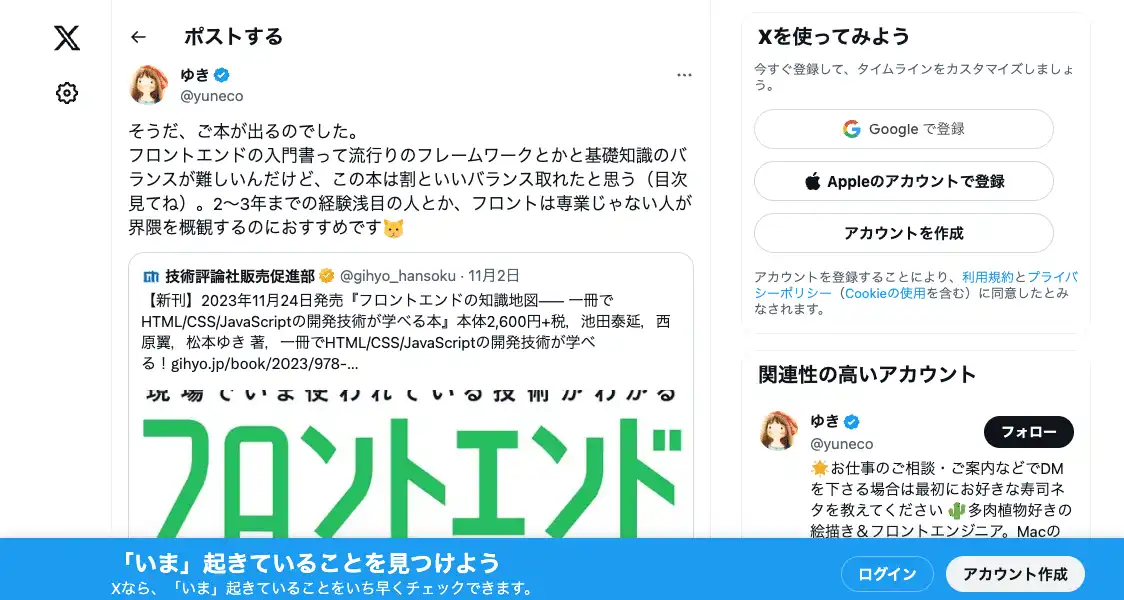 ポストする
ゆき
@yuneco
そうだ、ご本が出るのでした。
フロントエンドの入門書って流行りのフレームワークとかと基礎知識のバ
ランスが難しいんだけど、この本は割といいバランス取れたと思う（目次
見てね）。2〜3年までの経験浅目の人とか、フロントは専業じゃない人が
界隈を概観するのにおすすめです🐱
技術評論社販売促進部 @gihyo_hansoku · 11月2日
【新刊】2023年11月24日発売『フロントエンドの知識地図—— 一冊で
HTML/CSS/JavaScriptの開発技術が学べる本』本体2,600円+税，池田泰延，西
原翼，松本ゆき 著，一冊でHTML/CSS/JavaScriptの開発技術が学べ
る！gihyo.jp/book/2023/978-…
現場でいま使われている技術がわかる
フロントエンド
Xを使ってみよう
今すぐ登録して、タイムラインをカスタマイズしましょ
う。
Google で登録
Appleのアカウントで登録
アカウントを作成
アカウントを登録することにより、利用規約とプライバ
シーポリシー（Cookieの使用を含む）に同意したとみ
なされます。
関連性の高いアカウント
ゆき
@yuneco
フォロー
🌟お仕事のご相談・ご案内などでDM
を下さる場合は最初にお好きな寿司ネ
タを教えてください 🌵多肉植物好きの
絵描き＆フロントエンジニア。Macの
「いま」起きていることを見つけよう
Xなら、「いま」起きていることをいち早くチェックできます。
ログイン
アカウント作成